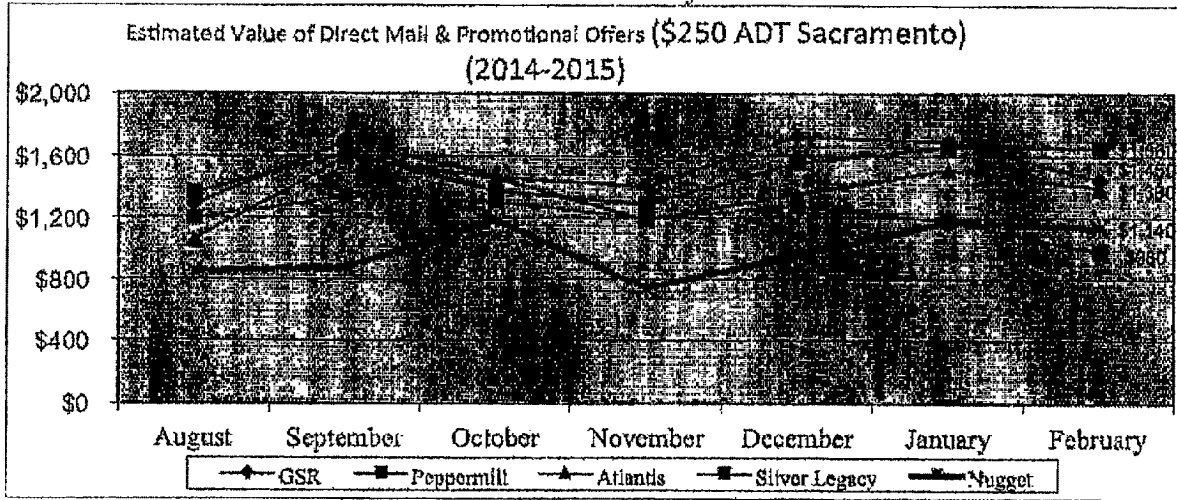 Estimated Value of Direct Mail & Promotional Offers ($250 ADT Sacramento)
(2014-2015)
$2,000
$1,600
$1,200
$800
$400
$0
August September October November December January February
GSR Peppermill Atlantis Silver Legacy Nugget